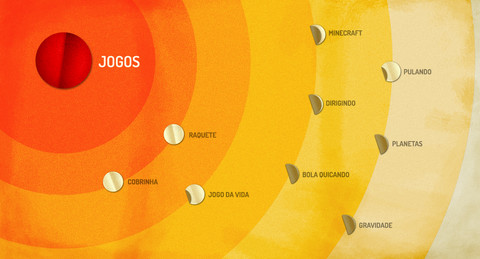 JOGOS
MINECRAFT
PULANDO
DIRIGINDO
RAQUETE
PLANETAS
COBRINHA
JOGO DA VIDA
BOLA QUICANDO
GRAVIDADE